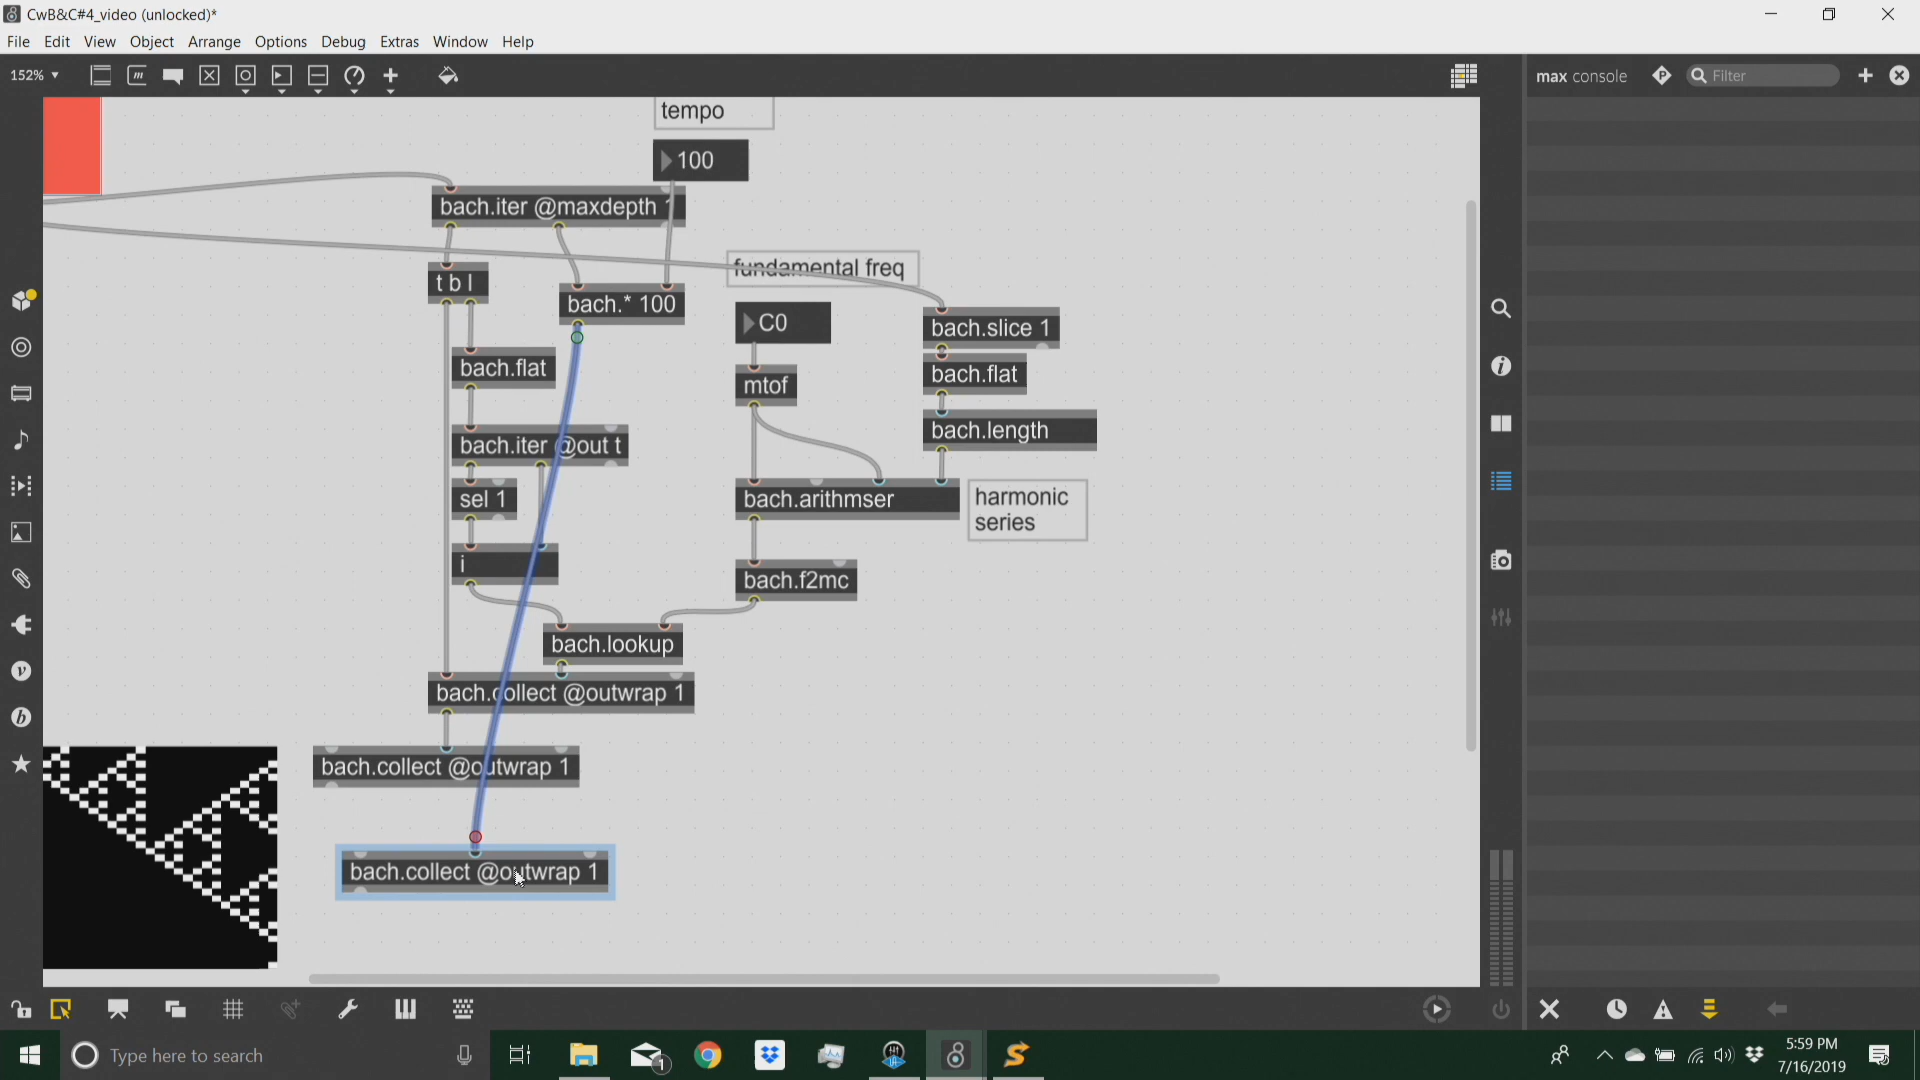 CwB&C#4_video (unlocked)*
File Edit View Object Arrange Options Debug Extras Window Help
152%
max console
Filter
tempo
100
bach.iter @maxdepth 1
fundamental freq
t b l
bach.* 100
C0
bach.slice 1
bach.flat
mtof
bach.flat
bach.length
bach.iter @out t
sel 1
bach.arithmser
harmonic
series
i
bach.f2mc
bach.lookup
bach.collect @outwrap 1
bach.collect @outwrap 1
bach.collect @outwrap 1
Type here to search
1
5:59 PM
7/16/2019